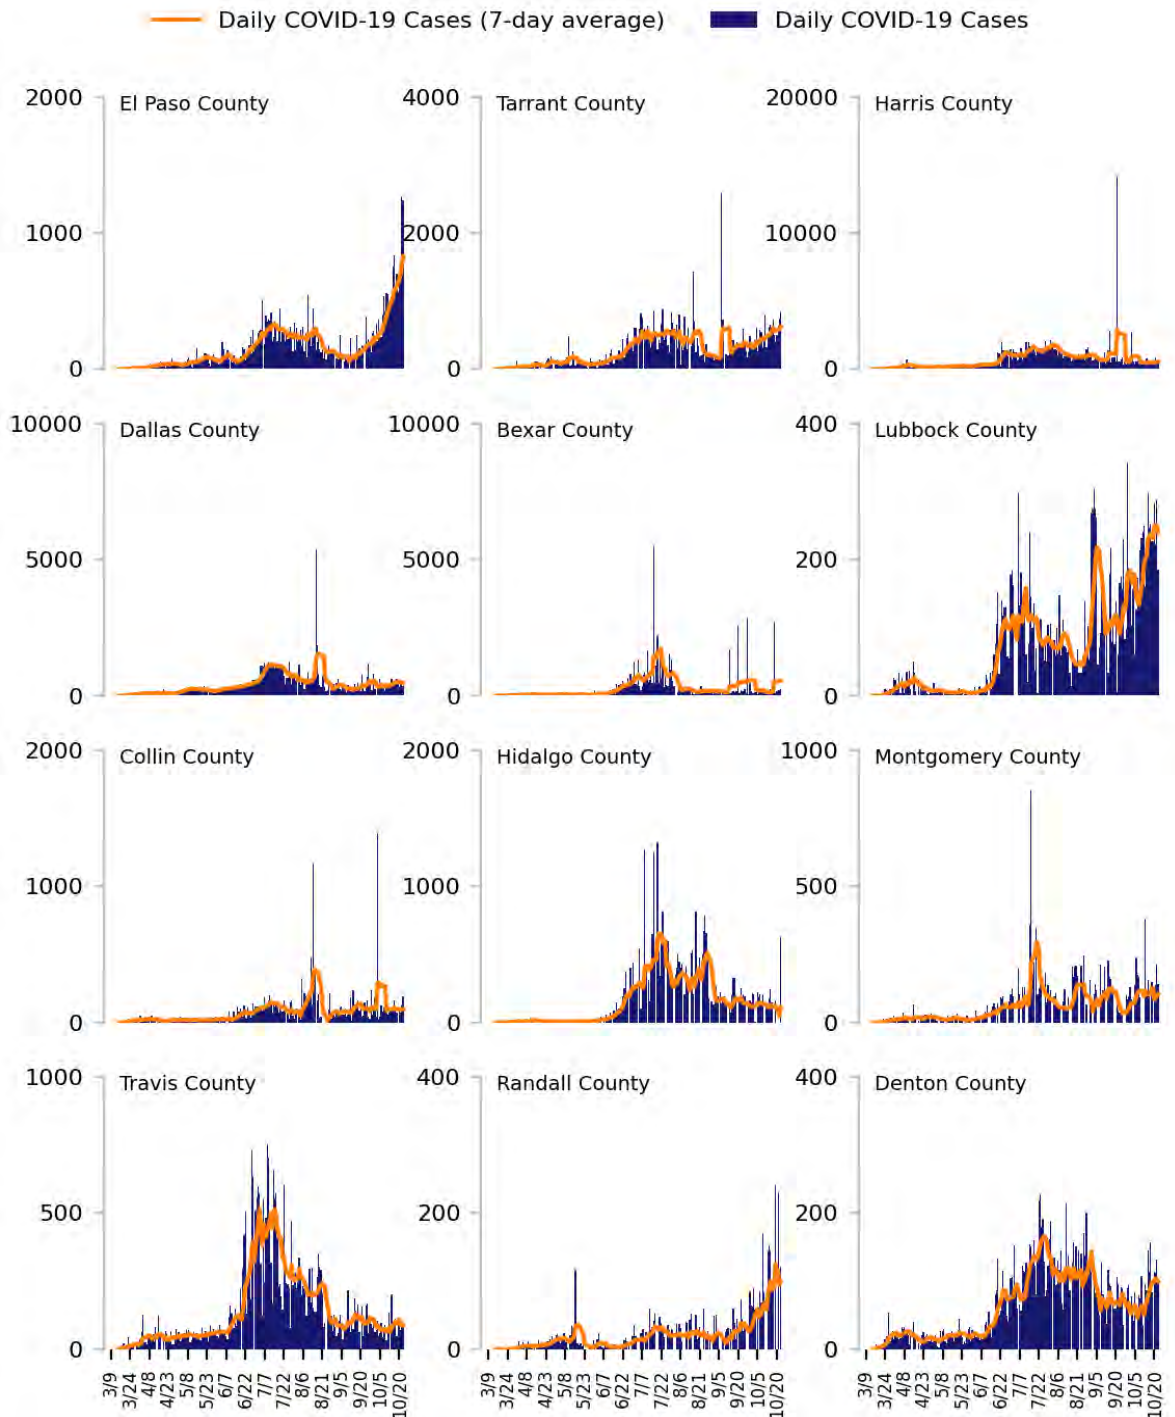 Daily COVID-19 Cases (7-day average) Daily COVID-19 Cases
2000 El Paso County 4000 Tarrant County 20000 Harris County
1000 2000 10000
0 0 0
10000 Dallas County 10000 Bexar County 400 Lubbock County
5000 5000 200
0 0 0
2000 Collin County 2000 Hidalgo County 1000 Montgomery County
1000 1000 500
0 0 0
1000 Travis County 400 Randall County 400 Denton County
500 200 200
0 0 0
3/9 3/24 4/8 4/23 5/8 5/23 6/7 6/22 7/7 7/22 8/6 8/21 9/5 9/20 10/5 10/20 3/9 3/24 4/8 4/23 5/8 5/23 6/7 6/22 7/7 7/22 8/6 8/21 9/5 9/20 10/5 10/20 3/9 3/24 4/8 4/23 5/8 5/23 6/7 6/22 7/7 7/22 8/6 8/21 9/5 9/20 10/5 10/20